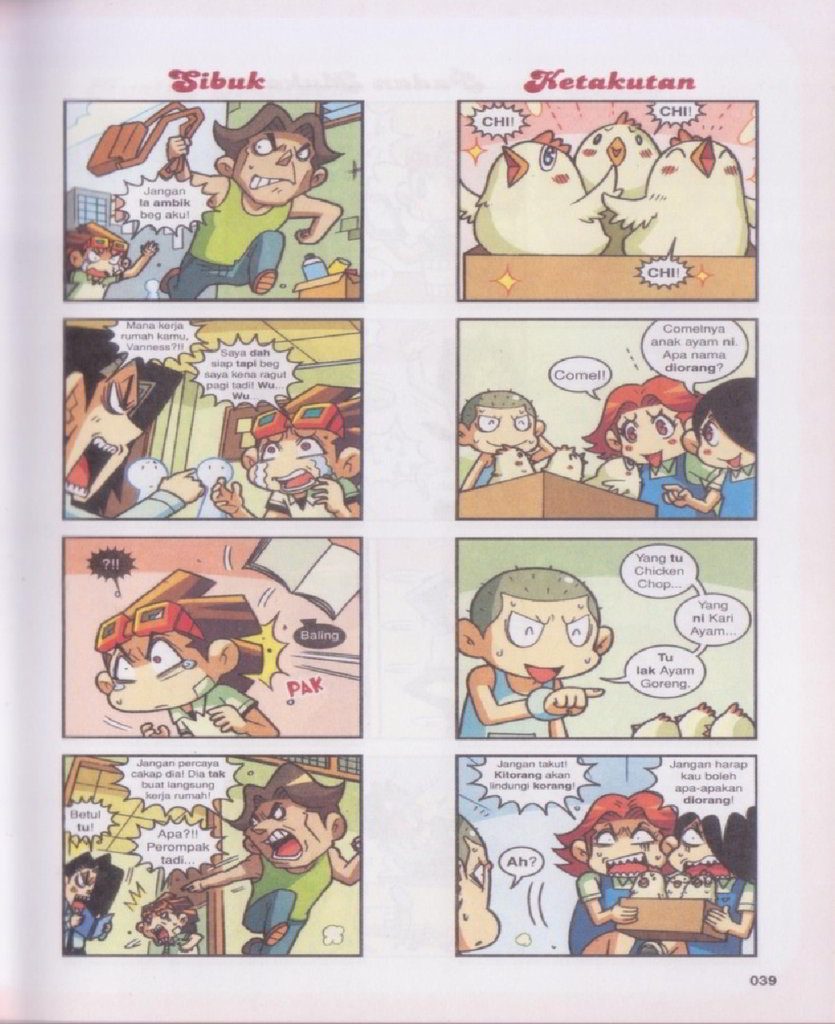 Sibuk
Jangan
la ambik
beg aku!
Mana kerja
rumah kamu,
Vanness?!!
Saya dah
siap tapi beg
saya kena ragut
pagi tadi! Wu...
Wu...
?!!
Baling
PAK
Jangan percaya
cakap dia! Dia tak
buat langsung
kerja rumah!
Betul
tu!
Apa?!!
Perompak
tadi...
Ketakutan
CHI!
CHI!
CHI!
Comelnya
anak ayam ni.
Apa nama
diorang?
Comel!
Yang tu
Chicken
Chop...
Yang
ni Kari
Ayam...
Tu
lak Ayam
Goreng.
Jangan takut!
Kitorang akan
lindungi korang!
Jangan harap
kau boleh
apa-apakan
diorang!
Ah?
039